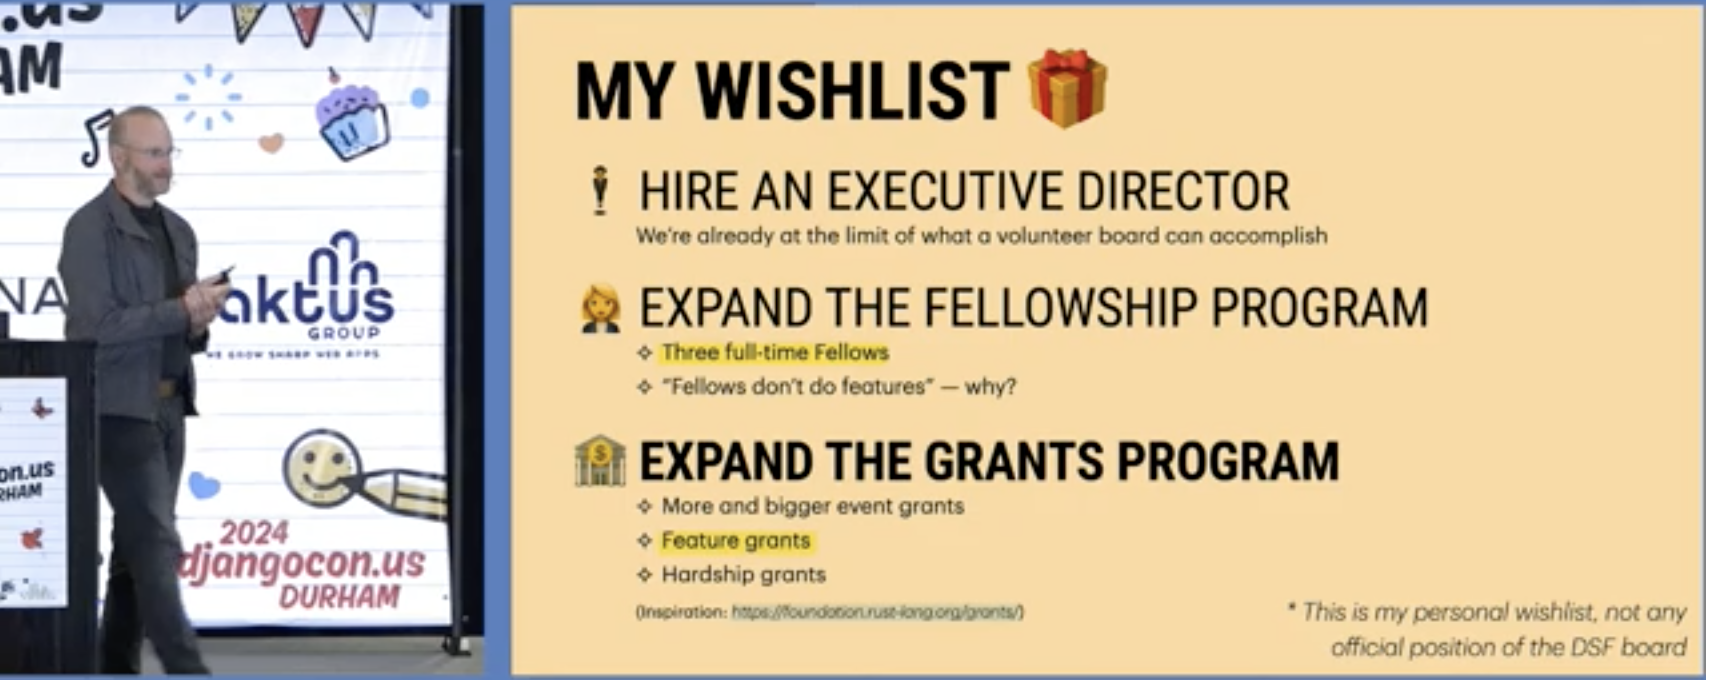 .us
AM
NA
aktus
GROUP
WE GROW SHARP WEB APPS
on.us
RHAM
2024
djangocon.us
DURHAM
MY WISHLIST
HIRE AN EXECUTIVE DIRECTOR
We're already at the limit of what a volunteer board can accomplish
EXPAND THE FELLOWSHIP PROGRAM
Three full-time Fellows
"Fellows don't do features" — why?
EXPAND THE GRANTS PROGRAM
More and bigger event grants
Feature grants
Hardship grants
(Inspiration: https://foundation.rust-lang.org/grants/)
* This is my personal wishlist, not any
official position of the DSF board